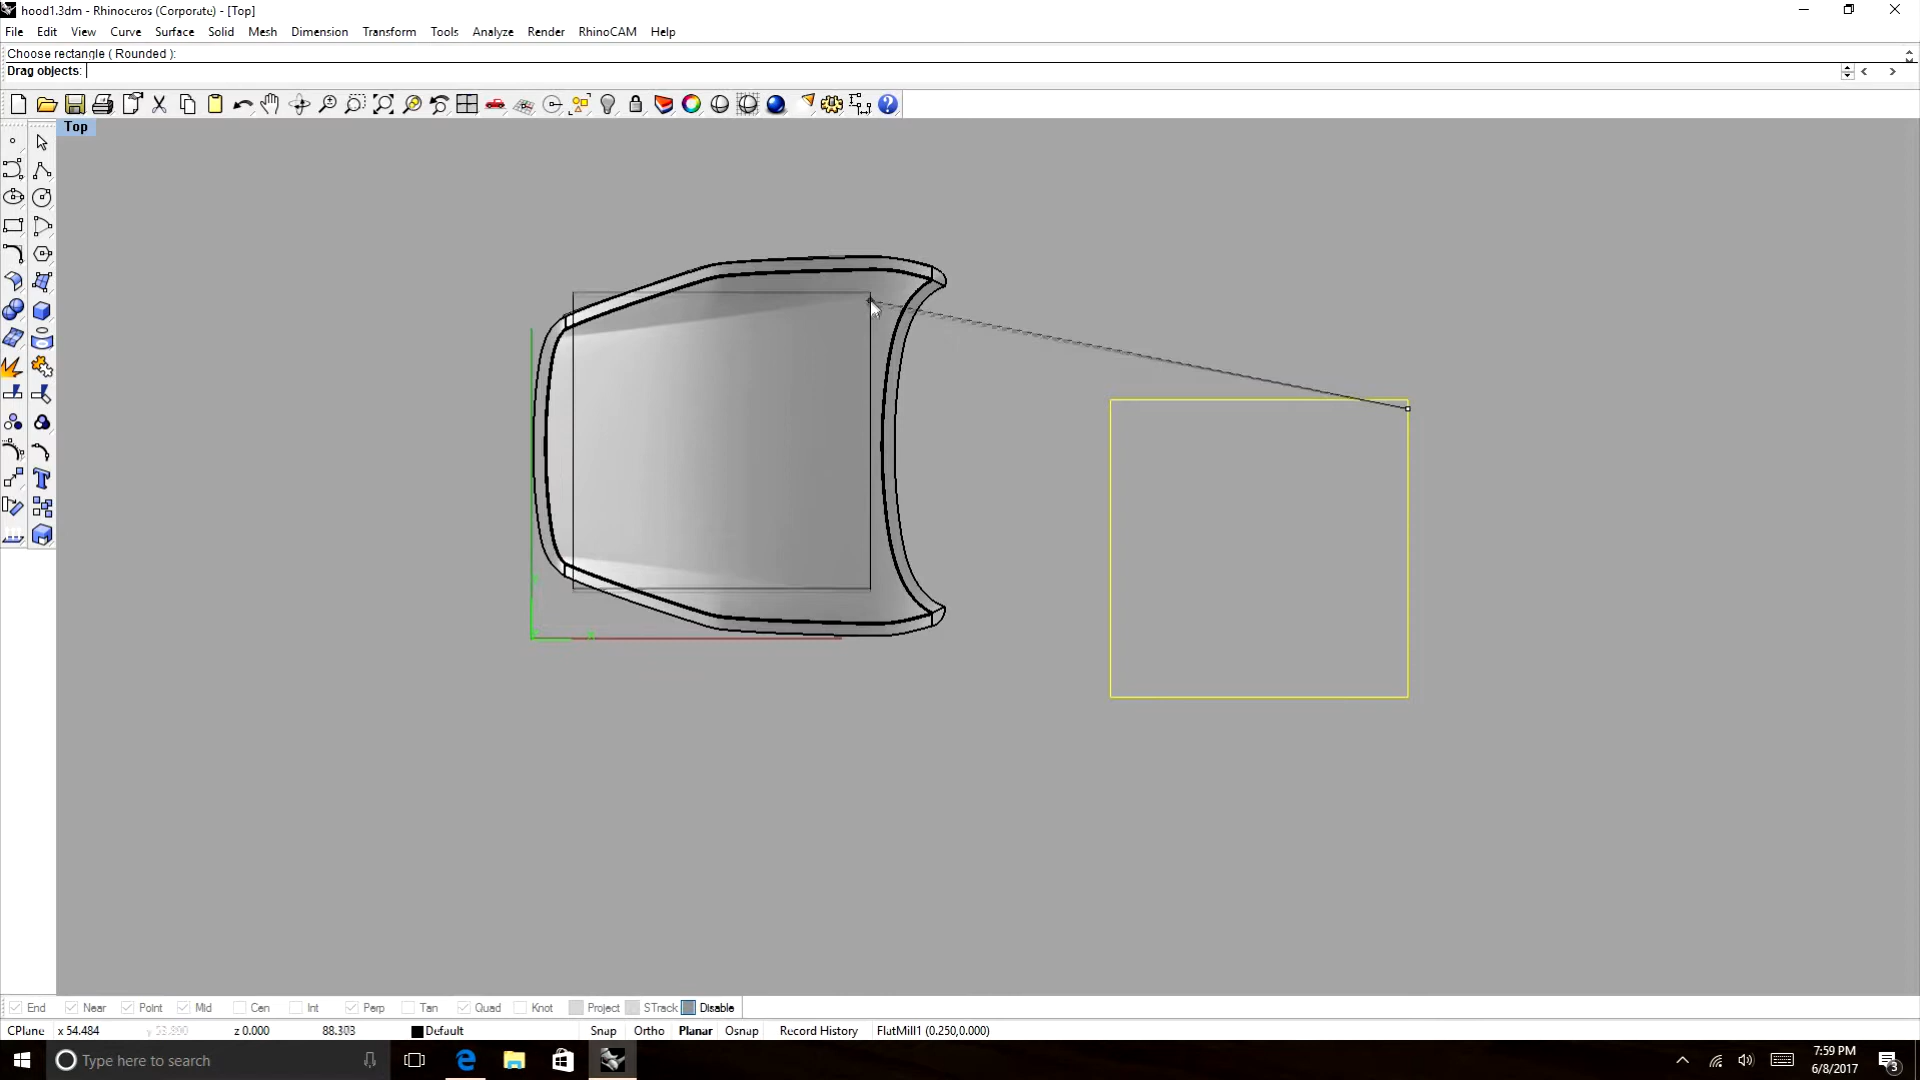 hood1.3dm - Rhinoceros (Corporate) - [Top]
File Edit View Curve Surface Solid Mesh Dimension Transform Tools Analyze Render RhinoCAM Help
Choose rectangle ( Rounded ):
Drag objects:
Top
End Near Point Mid Cen Int Perp Tan Quad Knot Project STrack Disable
CPlane x 54.484 z 0.000 Default Snap Ortho Planar Osnap Record History FlatMill1 (0.250,0.000)
Type here to search
7:59 PM
6/8/2017
3